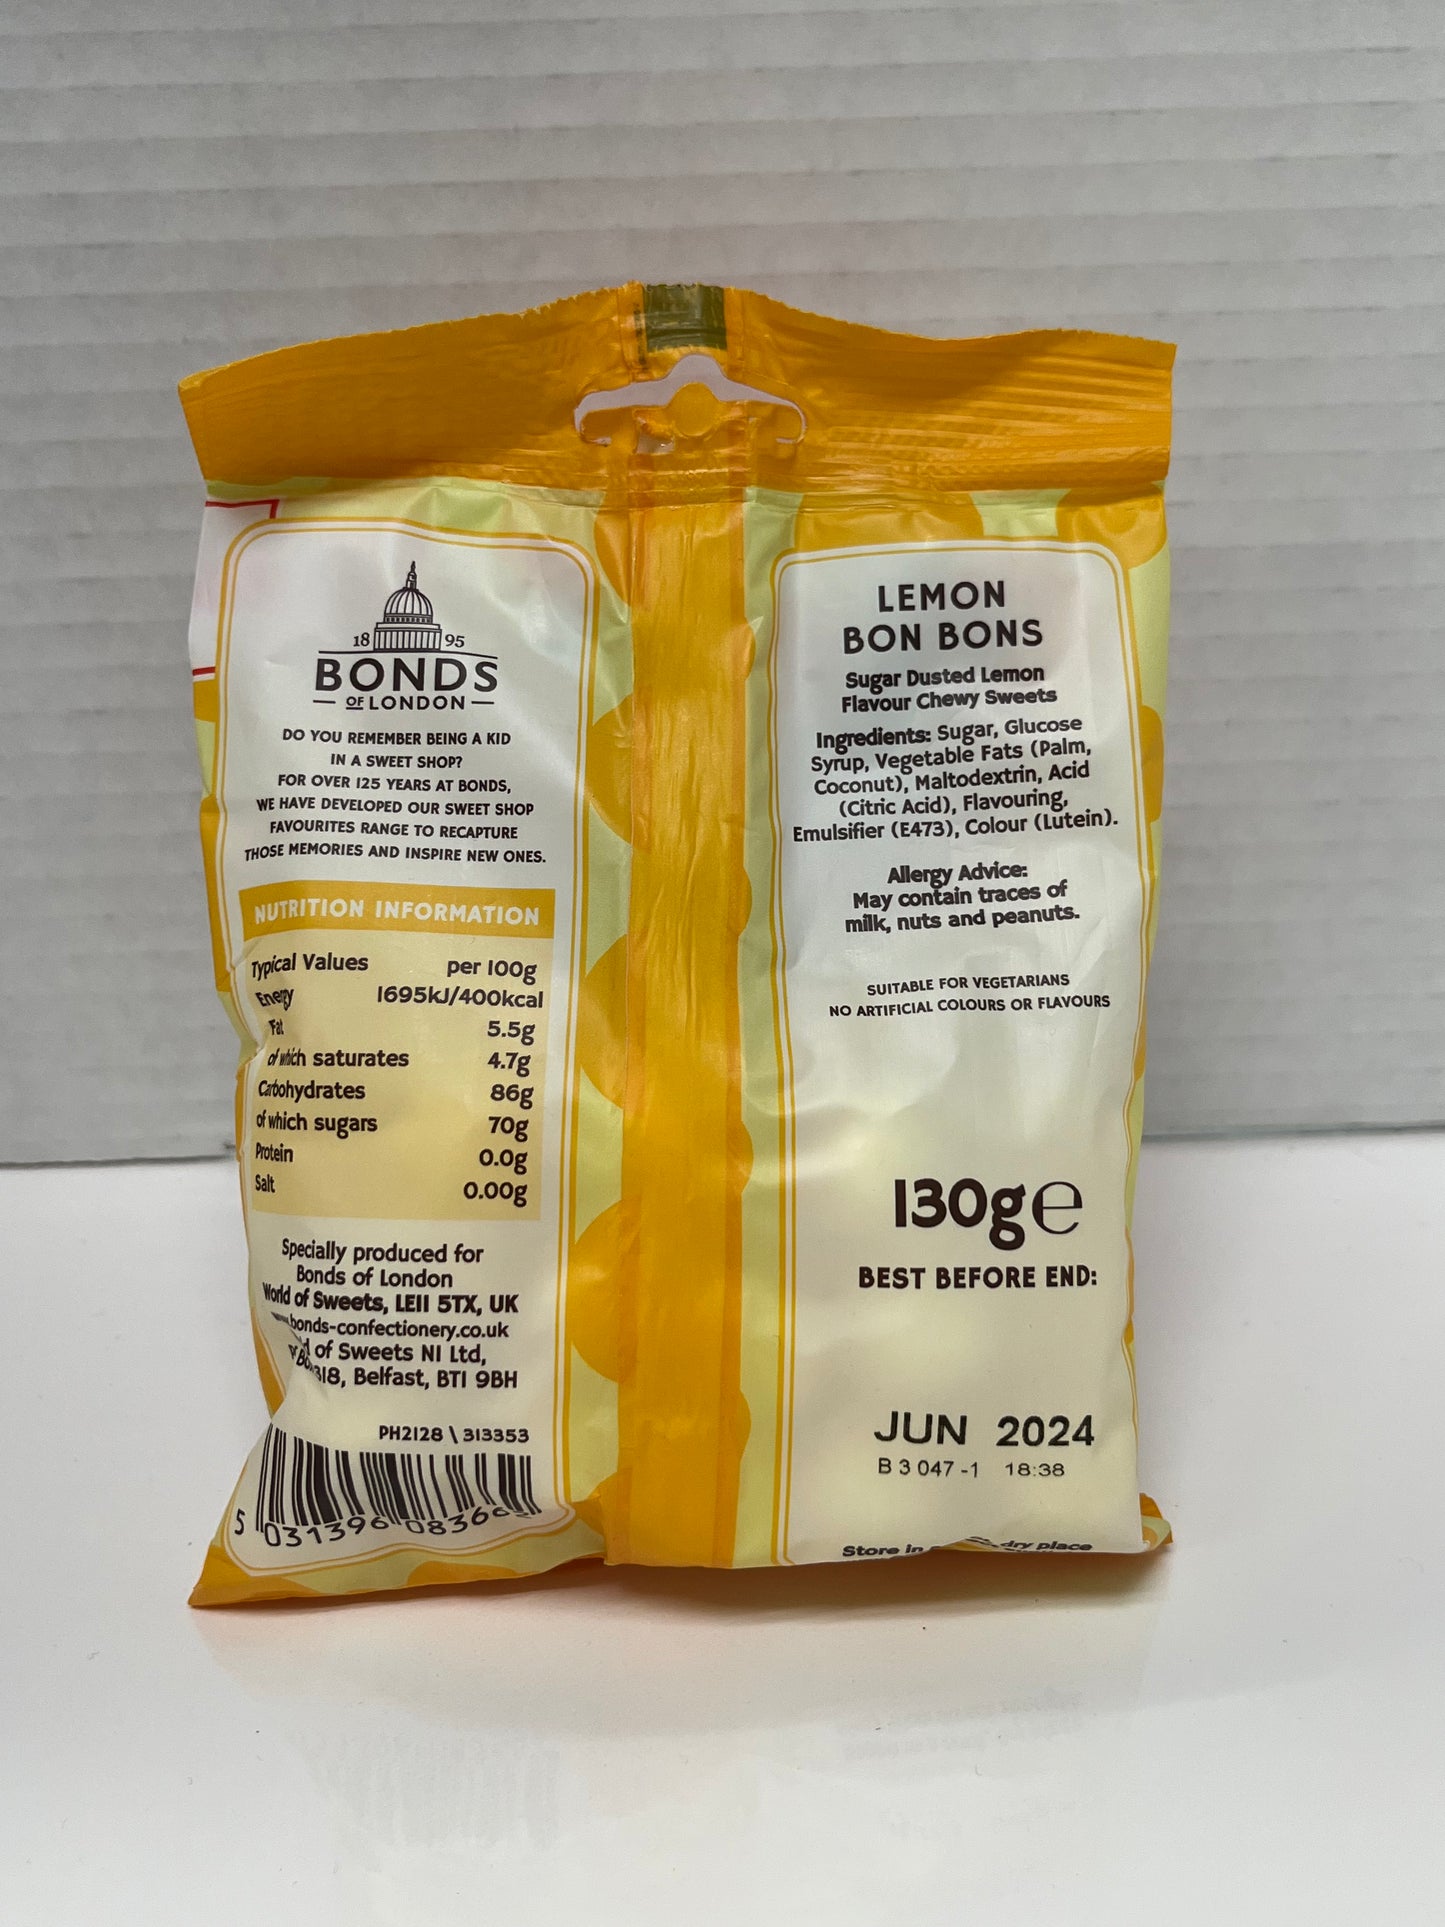 18 95
BONDS
OF LONDON
DO YOU REMEMBER BEING A KID
IN A SWEET SHOP?
FOR OVER 125 YEARS AT BONDS,
WE HAVE DEVELOPED OUR SWEET SHOP
FAVOURITES RANGE TO RECAPTURE
THOSE MEMORIES AND INSPIRE NEW ONES.
NUTRITION INFORMATION
Typical Values per 100g
Energy 1695kJ/400kcal
Fat 5.5g
of which saturates 4.7g
Carbohydrates 86g
of which sugars 70g
Protein 0.0g
Salt 0.00g
Specially produced for
Bonds of London
World of Sweets, LE11 5TX, UK
bonds-confectionery.co.uk
of Sweets NI Ltd,
318, Belfast, BT1 9BH
PH2128 \ 313353
5 031396 08366
LEMON
BON BONS
Sugar Dusted Lemon
Flavour Chewy Sweets
Ingredients: Sugar, Glucose
Syrup, Vegetable Fats (Palm,
Coconut), Maltodextrin, Acid
(Citric Acid), Flavouring,
Emulsifier (E473), Colour (Lutein).
Allergy Advice:
May contain traces of
milk, nuts and peanuts.
SUITABLE FOR VEGETARIANS
NO ARTIFICIAL COLOURS OR FLAVOURS
130g℮
BEST BEFORE END:
JUN 2024
B 3 047 -1 18:38
Store in dry place